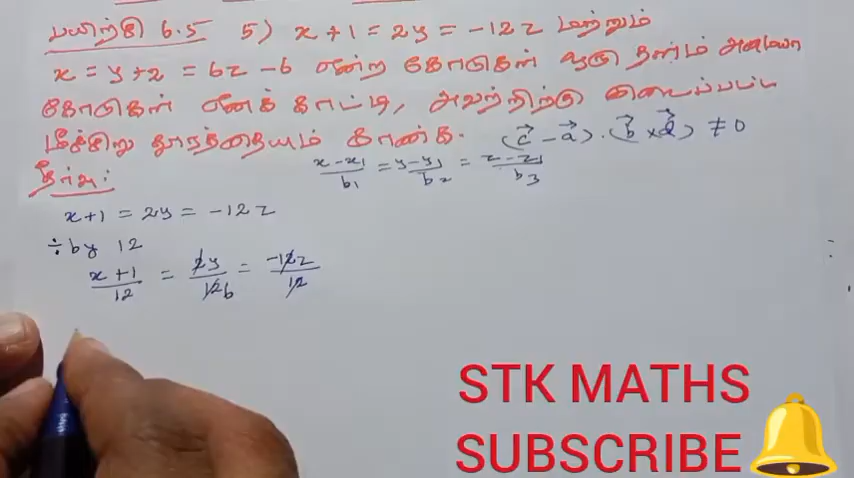 பயிற்சி 6.5 5) x + 1 = 2y = -12z மற்றும்
x = y + 2 = 6z - 6 என்ற கோடுகள் ஒரு தளம் அமையா
கோடுகள் எனக் காட்டி, அவற்றிற்கு இடைப்பட்ட
மீச்சிறு தூரத்தையும் காண்க. (c⃗ - a⃗) . (b⃗ × d⃗) ≠ 0
தீர்வு: (x - x₁)/b₁ = (y - y₁)/b₂ = (z - z₁)/b₃
x + 1 = 2y = -12z
÷ by 12
(x + 1)/12 = 2y/12 6 = -12z/12
STK MATHS
SUBSCRIBE